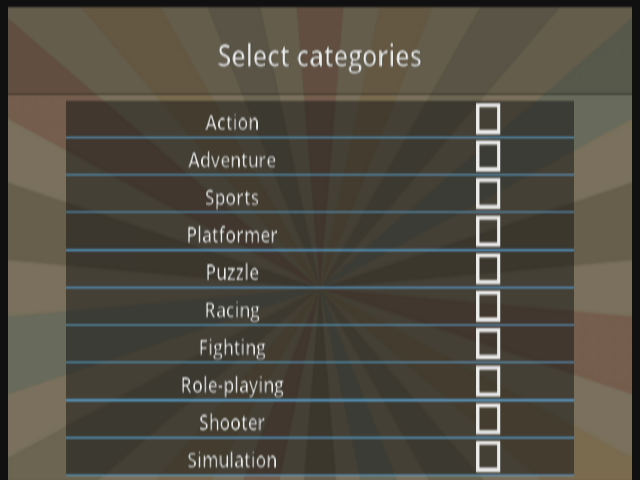 Select categories
Action
Adventure
Sports
Platformer
Puzzle
Racing
Fighting
Role-playing
Shooter
Simulation